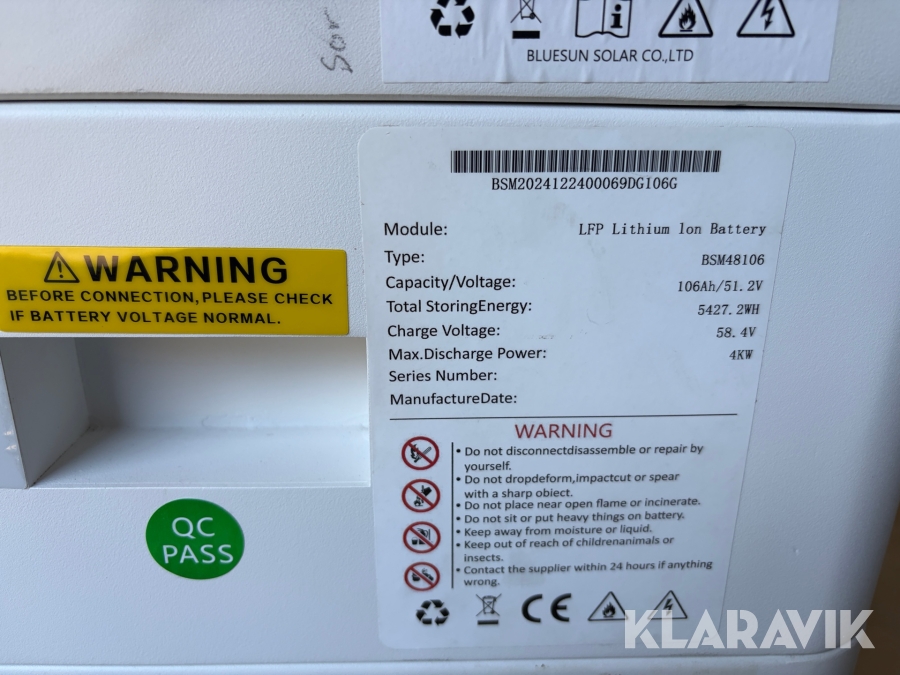 Sar
BLUESUN SOLAR CO.,LTD
BSM2024122400069DG106G
Module: LFP Lithium lon Battery
Type: BSM48106
Capacity/Voltage: 106Ah/51.2V
Total StoringEnergy: 5427.2WH
Charge Voltage: 58.4V
Max.Discharge Power: 4KW
Series Number:
ManufactureDate:
WARNING
BEFORE CONNECTION, PLEASE CHECK
IF BATTERY VOLTAGE NORMAL.
WARNING
• Do not disconnectdisassemble or repair by
yourself.
• Do not dropdeform,impactcut or spear
with a sharp obiect.
• Do not place near open flame or incinerate.
• Do not sit or put heavy things on battery.
• Keep away from moisture or liquid.
• Keep out of reach of childrenanimals or
insects.
• Contact the supplier within 24 hours if anything
wrong.
QC
PASS
CE
KLARAVIK